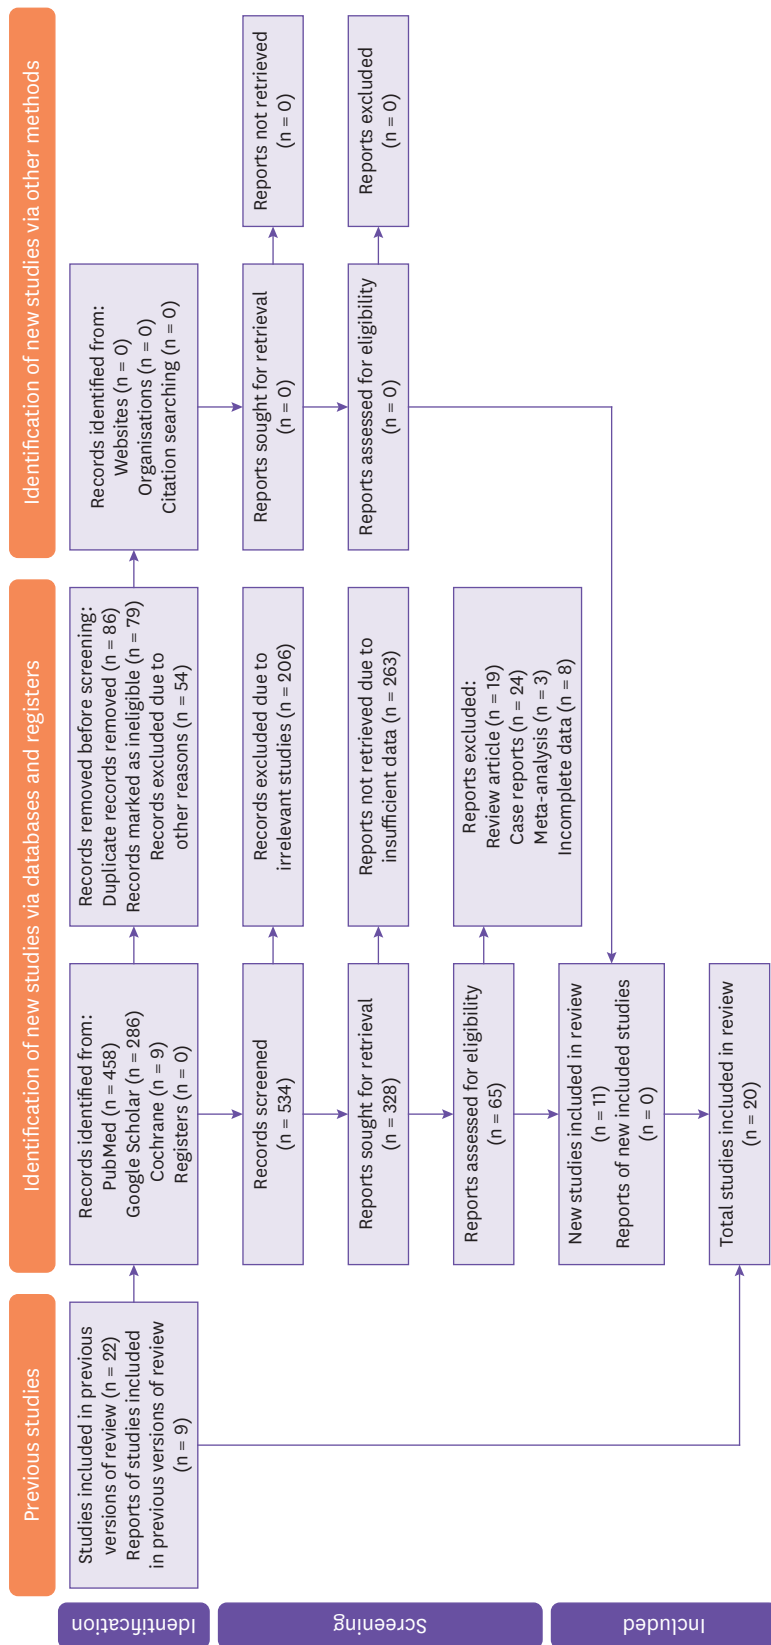 Previous studies
Identification of new studies via databases and registers
Identification of new studies via other methods
Identification
Studies included in previous
versions of review (n = 22)
Reports of studies included
in previous versions of review
(n = 9)
Records identified from:
PubMed (n = 458)
Google Scholar (n = 286)
Cochrane (n = 9)
Registers (n = 0)
Records removed before screening:
Duplicate records removed (n = 86)
Records marked as ineligible (n = 79)
Records excluded due to
other reasons (n = 54)
Records identified from:
Websites (n = 0)
Organisations (n = 0)
Citation searching (n = 0)
Screening
Records screened
(n = 534)
Records excluded due to
irrelevant studies (n = 206)
Reports sought for retrieval
(n = 0)
Reports not retrieved
(n = 0)
Reports sought for retrieval
(n = 328)
Reports not retrieved due to
insufficient data (n = 263)
Reports assessed for eligibility
(n = 0)
Reports excluded
(n = 0)
Reports assessed for eligibility
(n = 65)
Reports excluded:
Review article (n = 19)
Case reports (n = 24)
Meta-analysis (n = 3)
Incomplete data (n = 8)
Included
New studies included in review
(n = 11)
Reports of new included studies
(n = 0)
Total studies included in review
(n = 20)